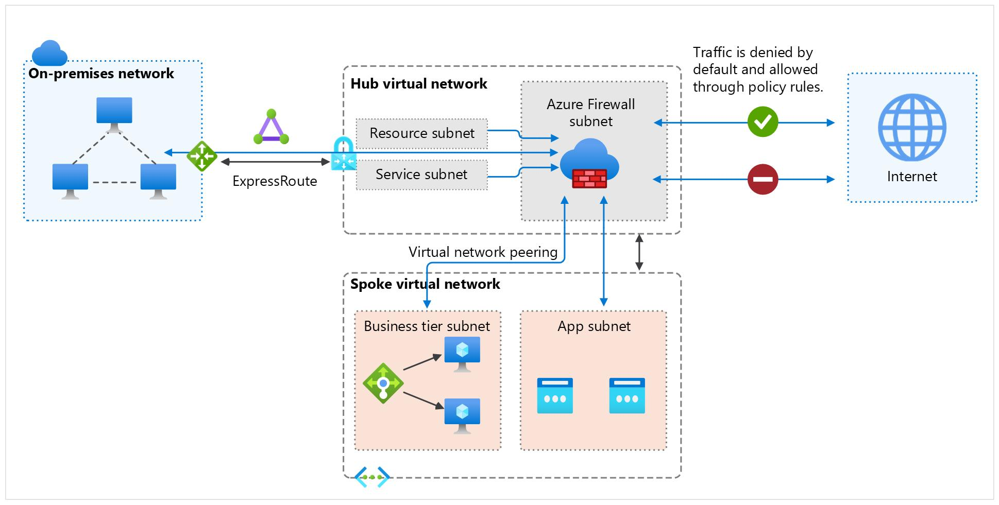 On-premises network
ExpressRoute
Hub virtual network
Resource subnet
Service subnet
Azure Firewall
subnet
Traffic is denied by
default and allowed
through policy rules.
Internet
Virtual network peering
Spoke virtual network
Business tier subnet
App subnet